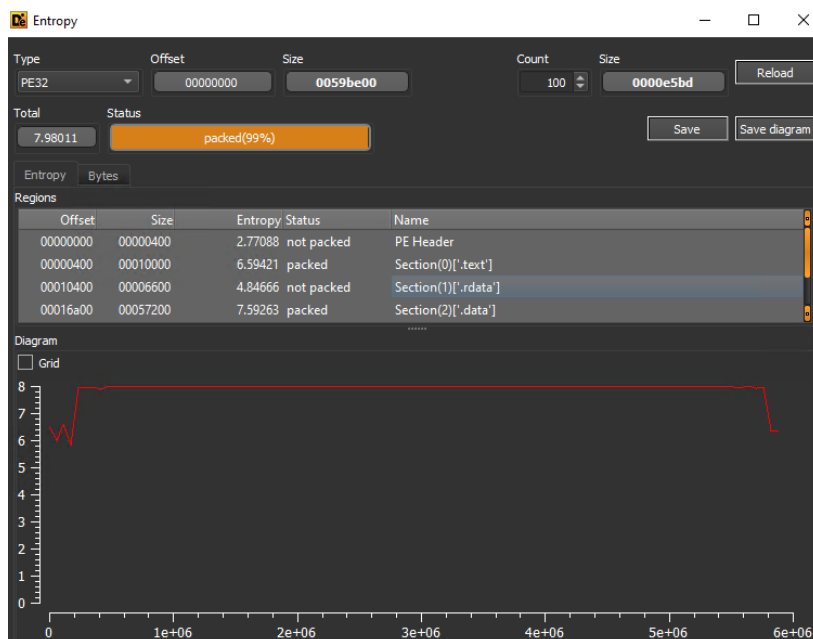 Entropy
Type Offset Size Count Size
PE32 00000000 0059be00 100 0000e5bd Reload
Total Status
7.98011 packed(99%) Save Save diagram
Entropy Bytes
Regions
Offset Size Entropy Status Name
00000000 00000400 2.77088 not packed PE Header
00000400 00010000 6.59421 packed Section(0)['.text']
00010400 00006600 4.84666 not packed Section(1)['.rdata']
00016a00 00057200 7.59263 packed Section(2)['.data']
Diagram
Grid
8
7
6
5
4
3
2
1
0
0 1e+06 2e+06 3e+06 4e+06 5e+06 6e+06